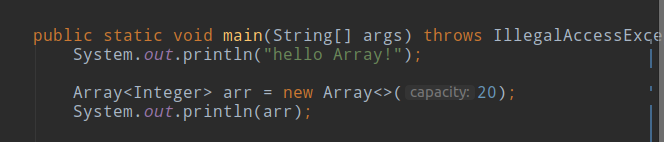 public static void main(String[] args) throws IllegalAccessExce
System.out.println("hello Array!");
Array<Integer> arr = new Array<>( capacity: 20);
System.out.println(arr);